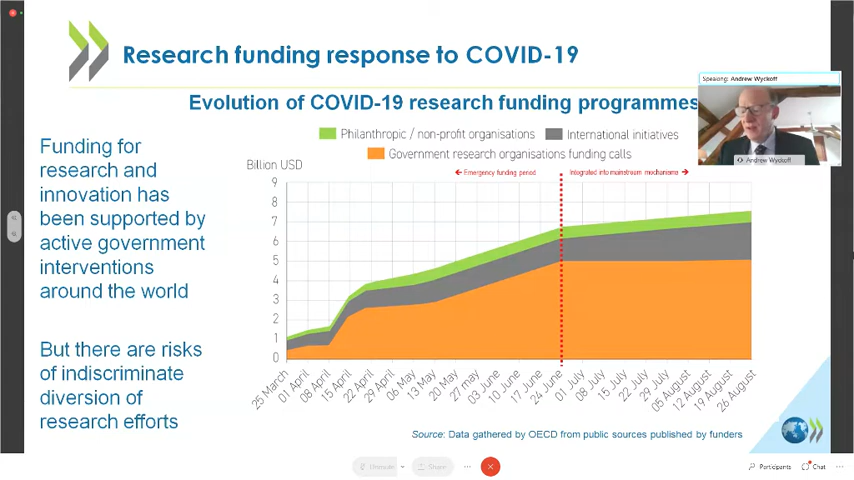 Research funding response to COVID-19
Evolution of COVID-19 research funding programmes
Speaking: Andrew Wyckoff
Andrew Wyckoff
Funding for
research and
innovation has
been supported by
active government
interventions
around the world
But there are risks
of indiscriminate
diversion of
research efforts
Philanthropic / non-profit organisations
International initiatives
Government research organisations funding calls
Billion USD
Emergency funding period
Integrated into mainstream mechanisms
9
8
7
6
5
4
3
2
1
0
25 March
01 April
08 April
15 April
22 April
29 April
06 May
13 May
20 May
27 may
03 June
10 June
17 June
24 June
01 July
08 July
15 July
22 July
29 July
05 August
12 August
19 August
26 August
Source: Data gathered by OECD from public sources published by funders
Unmute
Share
Participants
Chat